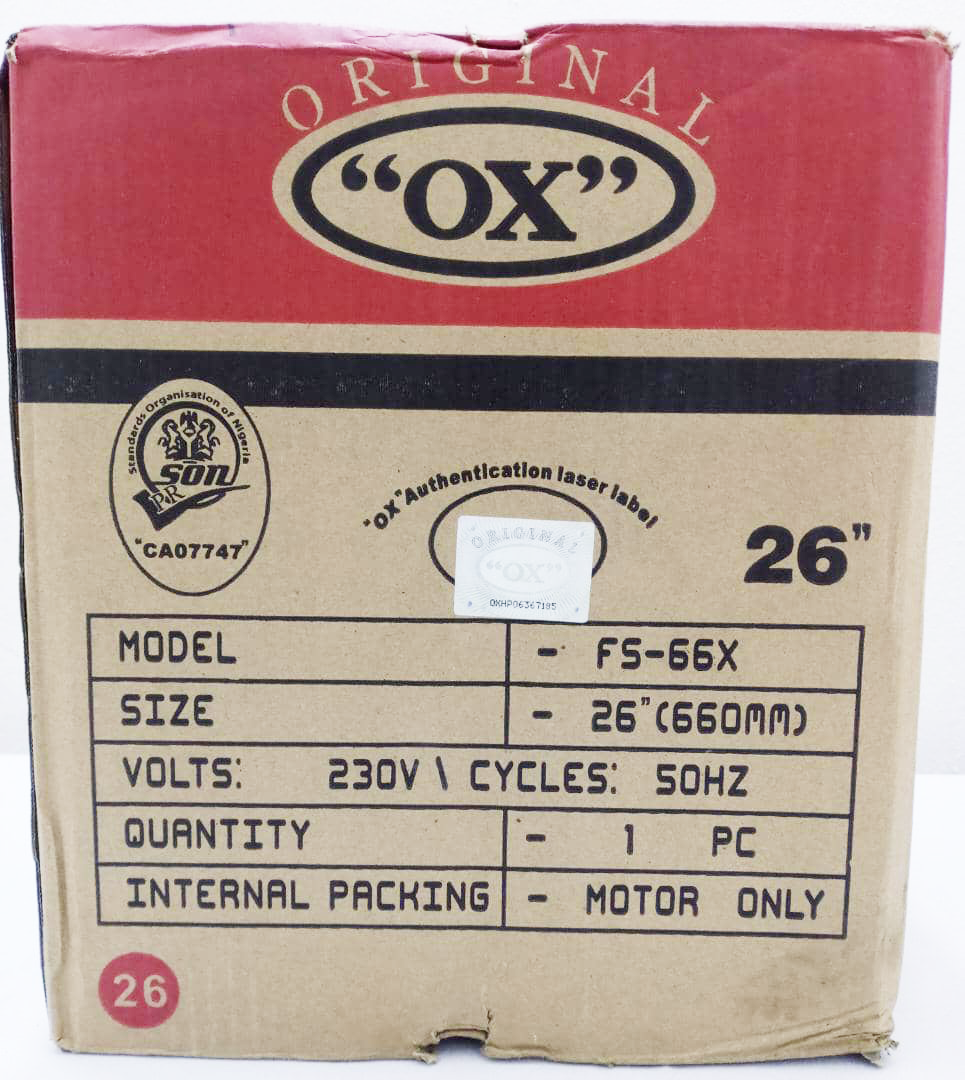 ORIGINAL
“OX”
Standards Organisation of Nigeria
SON
P&R
“CA07747”
“OX” Authentication laser label
ORIGINAL
“OX”
OXHP06367185
26”
MODEL - FS-66X
SIZE - 26”(660MM)
VOLTS: 230V \ CYCLES: 50HZ
QUANTITY - 1 PC
INTERNAL PACKING - MOTOR ONLY
26